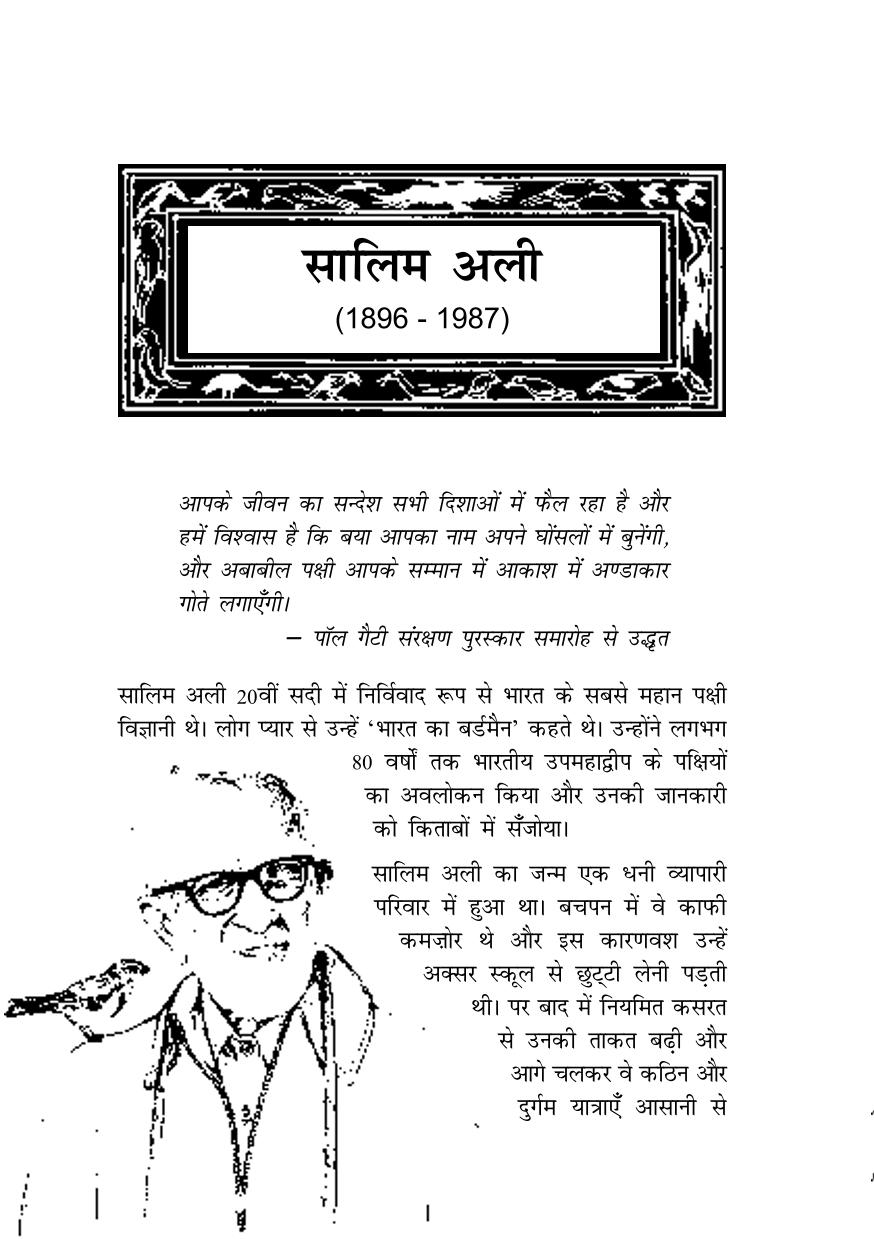 सालिम अली
(1896 - 1987)
आपके जीवन का सन्देश सभी दिशाओं में फैल रहा है और
हमें विश्वास है कि बया आपका नाम अपने घोंसलों में बुनेंगी,
और अबाबील पक्षी आपके सम्मान में आकाश में अण्डाकार
गोते लगाएँगी।
– पॉल गैटी संरक्षण पुरस्कार समारोह से उद्धृत
सालिम अली 20वीं सदी में निर्विवाद रूप से भारत के सबसे महान पक्षी
विज्ञानी थे। लोग प्यार से उन्हें ‘भारत का बर्डमैन’ कहते थे। उन्होंने लगभग
80 वर्षों तक भारतीय उपमहाद्वीप के पक्षियों
का अवलोकन किया और उनकी जानकारी
को किताबों में सँजोया।
सालिम अली का जन्म एक धनी व्यापारी
परिवार में हुआ था। बचपन में वे काफी
कमज़ोर थे और इस कारणवश उन्हें
अक्सर स्कूल से छुट्टी लेनी पड़ती
थी। पर बाद में नियमित कसरत
से उनकी ताकत बढ़ी और
आगे चलकर वे कठिन और
दुर्गम यात्राएँ आसानी से